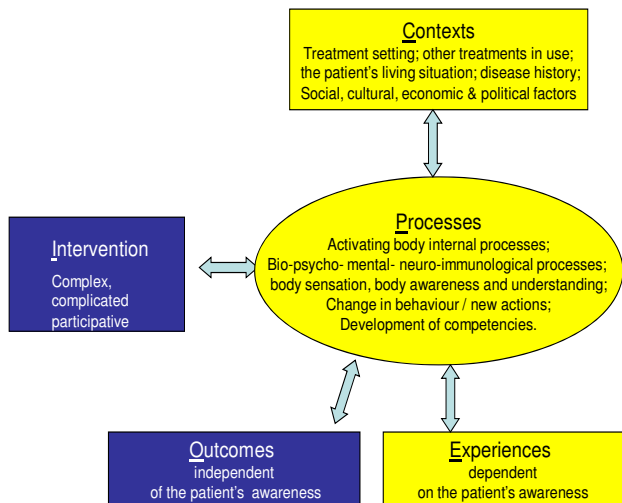 Contexts
Treatment setting; other treatments in use;
the patient's living situation; disease history;
Social, cultural, economic & political factors
Processes
Activating body internal processes;
Bio-psycho- mental- neuro-immunological processes;
body sensation, body awareness and understanding;
Change in behaviour / new actions;
Development of competencies.
Intervention
Complex,
complicated
participative
Outcomes
independent
of the patient's awareness
Experiences
dependent
on the patient's awareness